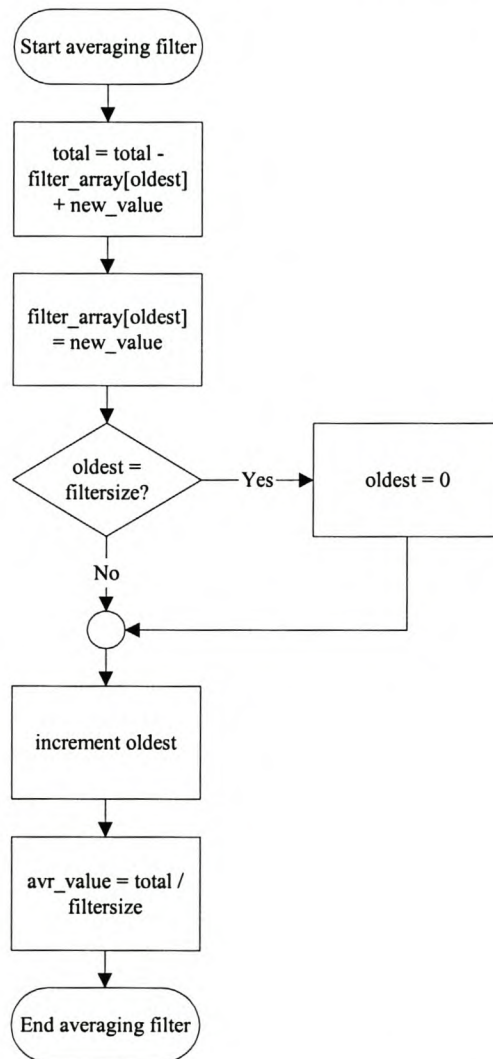 Start averaging filter
total = total -
filter_array[oldest]
+ new_value
filter_array[oldest]
= new_value
oldest =
filtersize?
Yes
oldest = 0
No
increment oldest
avr_value = total /
filtersize
End averaging filter